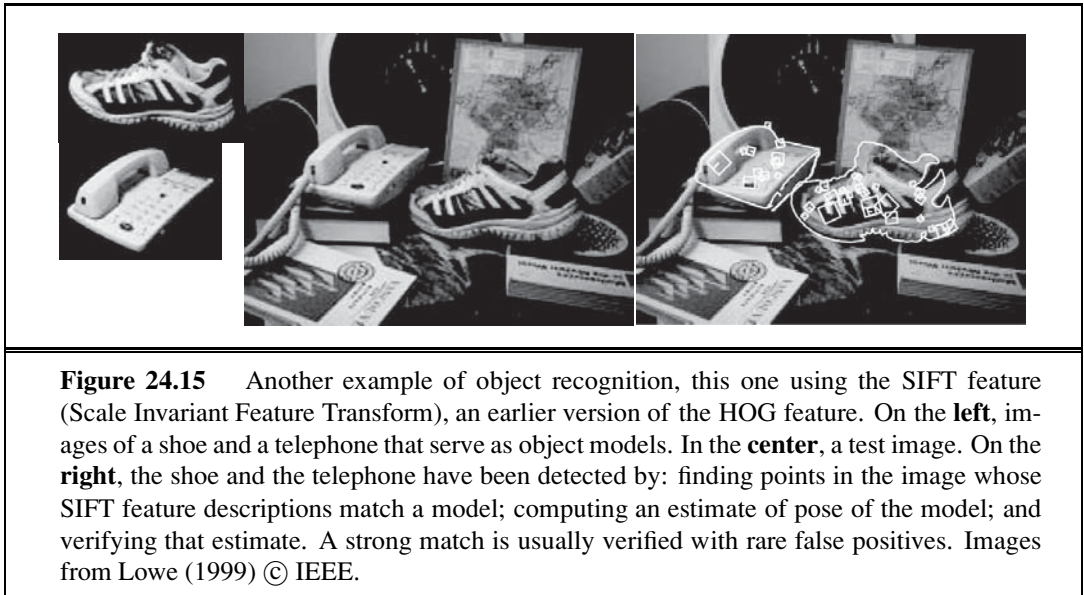 VANCOUV
Figure 24.15 Another example of object recognition, this one using the SIFT feature
(Scale Invariant Feature Transform), an earlier version of the HOG feature. On the left, im-
ages of a shoe and a telephone that serve as object models. In the center, a test image. On the
right, the shoe and the telephone have been detected by: finding points in the image whose
SIFT feature descriptions match a model; computing an estimate of pose of the model; and
verifying that estimate. A strong match is usually verified with rare false positives. Images
from Lowe (1999) © IEEE.